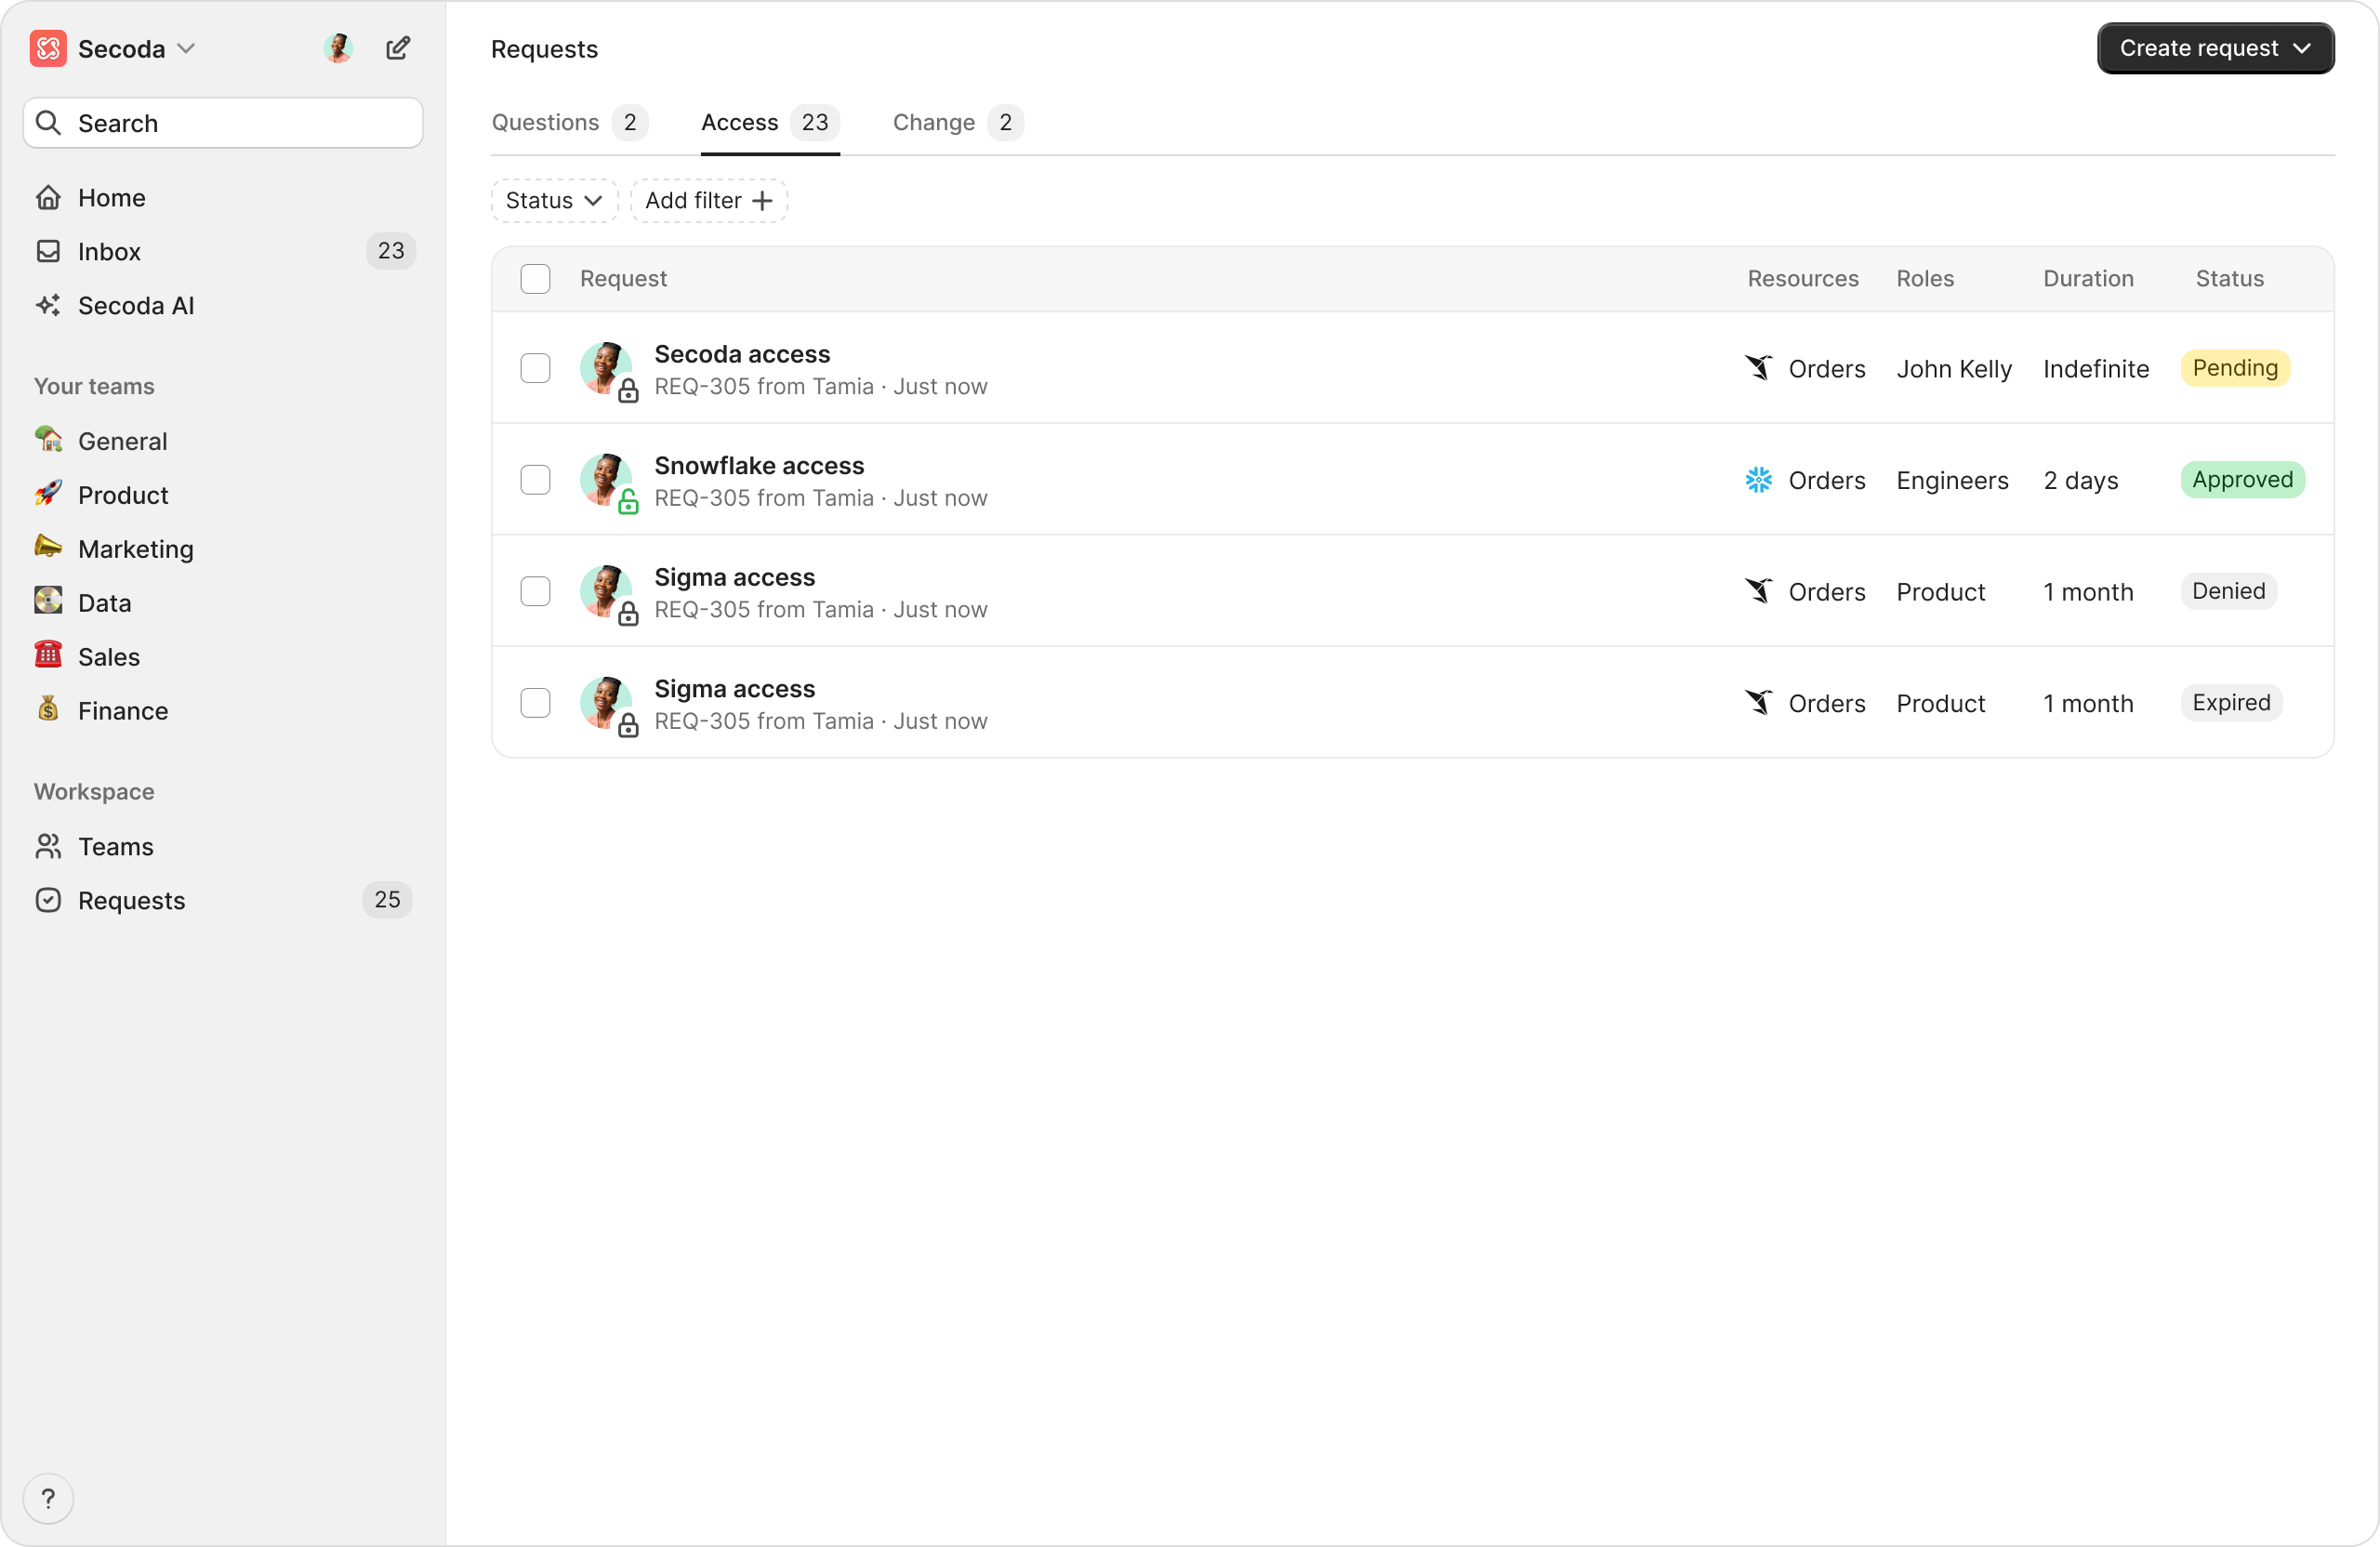 Secoda
Search
Home
Inbox 23
Secoda AI
Your teams
General
Product
Marketing
Data
Sales
Finance
Workspace
Teams
Requests 25
?
Requests
Create request
Questions 2 Access 23 Change 2
Status Add filter
Request Resources Roles Duration Status
Secoda access
REQ-305 from Tamia · Just now
Orders John Kelly Indefinite Pending
Snowflake access
REQ-305 from Tamia · Just now
Orders Engineers 2 days Approved
Sigma access
REQ-305 from Tamia · Just now
Orders Product 1 month Denied
Sigma access
REQ-305 from Tamia · Just now
Orders Product 1 month Expired